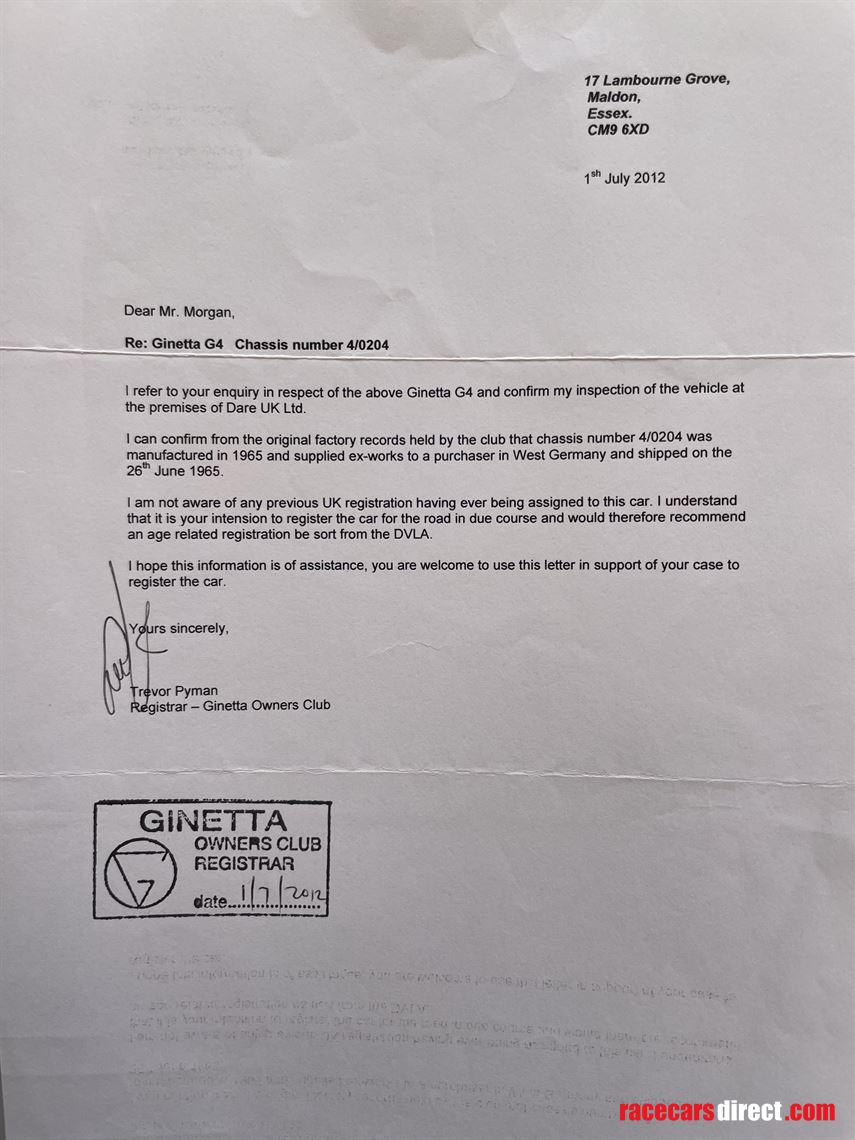 17 Lambourne Grove,
Maldon,
Essex.
CM9 6XD
1sh July 2012
Dear Mr. Morgan,
Re: Ginetta G4 Chassis number 4/0204
I refer to your enquiry in respect of the above Ginetta G4 and confirm my inspection of the vehicle at
the premises of Dare UK Ltd.
I can confirm from the original factory records held by the club that chassis number 4/0204 was
manufactured in 1965 and supplied ex-works to a purchaser in West Germany and shipped on the
26th June 1965.
I am not aware of any previous UK registration having ever being assigned to this car. I understand
that it is your intension to register the car for the road in due course and would therefore recommend
an age related registration be sort from the DVLA.
I hope this information is of assistance, you are welcome to use this letter in support of your case to
register the car.
Yours sincerely,
Trevor Pyman
Registrar – Ginetta Owners Club
GINETTA
OWNERS CLUB
REGISTRAR
G
date...1/7/2012...
racecarsdirect.com